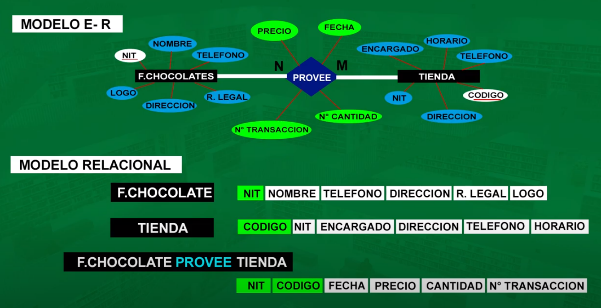 MODELO E- R
PRECIO
FECHA
NOMBRE
NIT
TELEFONO
F.CHOCOLATES
LOGO
DIRECCION
R. LEGAL
N
PROVEE
M
ENCARGADO
HORARIO
TELEFONO
TIENDA
NIT
CODIGO
DIRECCION
N° TRANSACCION
N° CANTIDAD
MODELO RELACIONAL
F.CHOCOLATE NIT NOMBRE TELEFONO DIRECCION R. LEGAL LOGO
TIENDA CODIGO NIT ENCARGADO DIRECCION TELEFONO HORARIO
F.CHOCOLATE PROVEE TIENDA
NIT CODIGO FECHA PRECIO CANTIDAD N° TRANSACCION